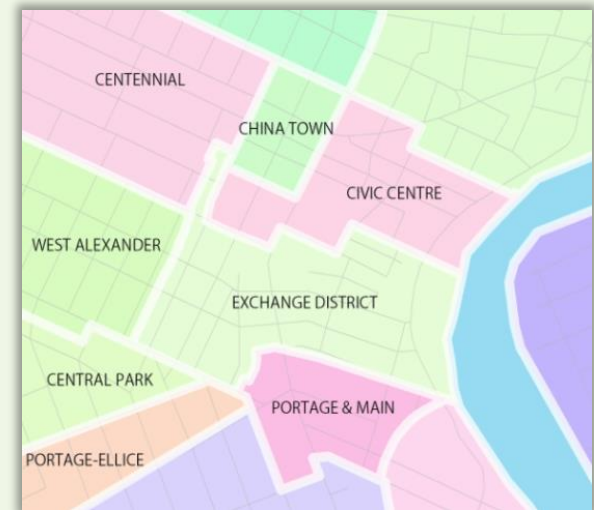 CENTENNIAL
CHINA TOWN
CIVIC CENTRE
WEST ALEXANDER
EXCHANGE DISTRICT
CENTRAL PARK
PORTAGE & MAIN
PORTAGE-ELLICE